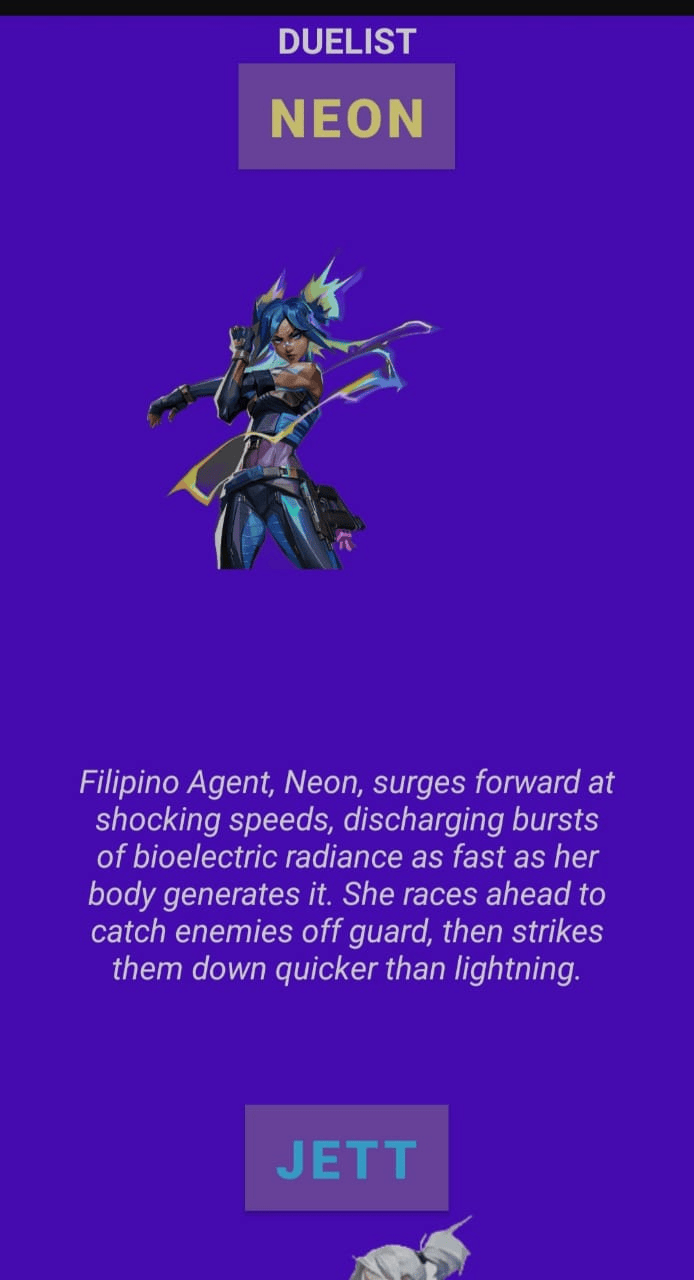 DUELIST
NEON
Filipino Agent, Neon, surges forward at
shocking speeds, discharging bursts
of bioelectric radiance as fast as her
body generates it. She races ahead to
catch enemies off guard, then strikes
them down quicker than lightning.
JETT